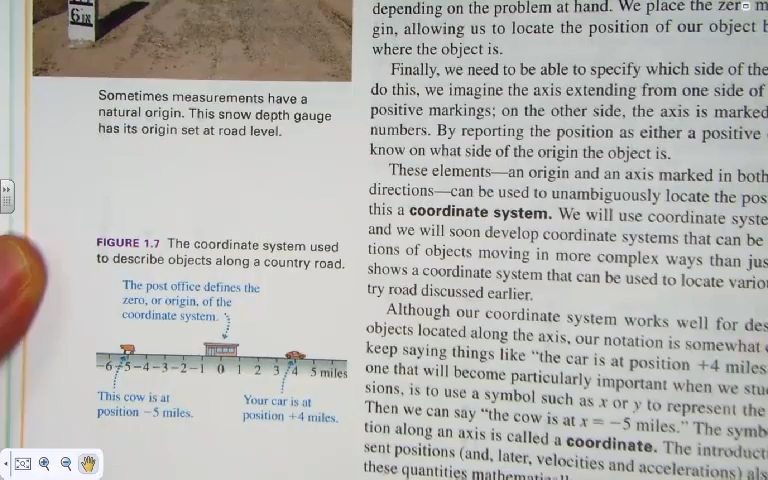 6in
Sometimes measurements have a
natural origin. This snow depth gauge
has its origin set at road level.
FIGURE 1.7 The coordinate system used
to describe objects along a country road.
The post office defines the
zero, or origin, of the
coordinate system.
-6 -5 -4 -3 -2 -1 0 1 2 3 4 5 miles
This cow is at
position −5 miles.
Your car is at
position +4 miles.
depending on the problem at hand. We place the zero m
gin, allowing us to locate the position of our object
where the object is.
Finally, we need to be able to specify which side of the
do this, we imagine the axis extending from one side of
positive markings; on the other side, the axis is marked
numbers. By reporting the position as either a positive
know on what side of the origin the object is.
These elements—an origin and an axis marked in both
directions—can be used to unambiguously locate the pos
this a coordinate system. We will use coordinate syste
and we will soon develop coordinate systems that can be
tions of objects moving in more complex ways than jus
shows a coordinate system that can be used to locate vario
try road discussed earlier.
Although our coordinate system works well for des
objects located along the axis, our notation is somewhat
keep saying things like “the car is at position +4 miles
one that will become particularly important when we stu
sions, is to use a symbol such as x or y to represent the
Then we can say “the cow is at x = −5 miles.” The symb
tion along an axis is called a coordinate. The introduct
sent positions (and, later, velocities and accelerations) als
these quantities